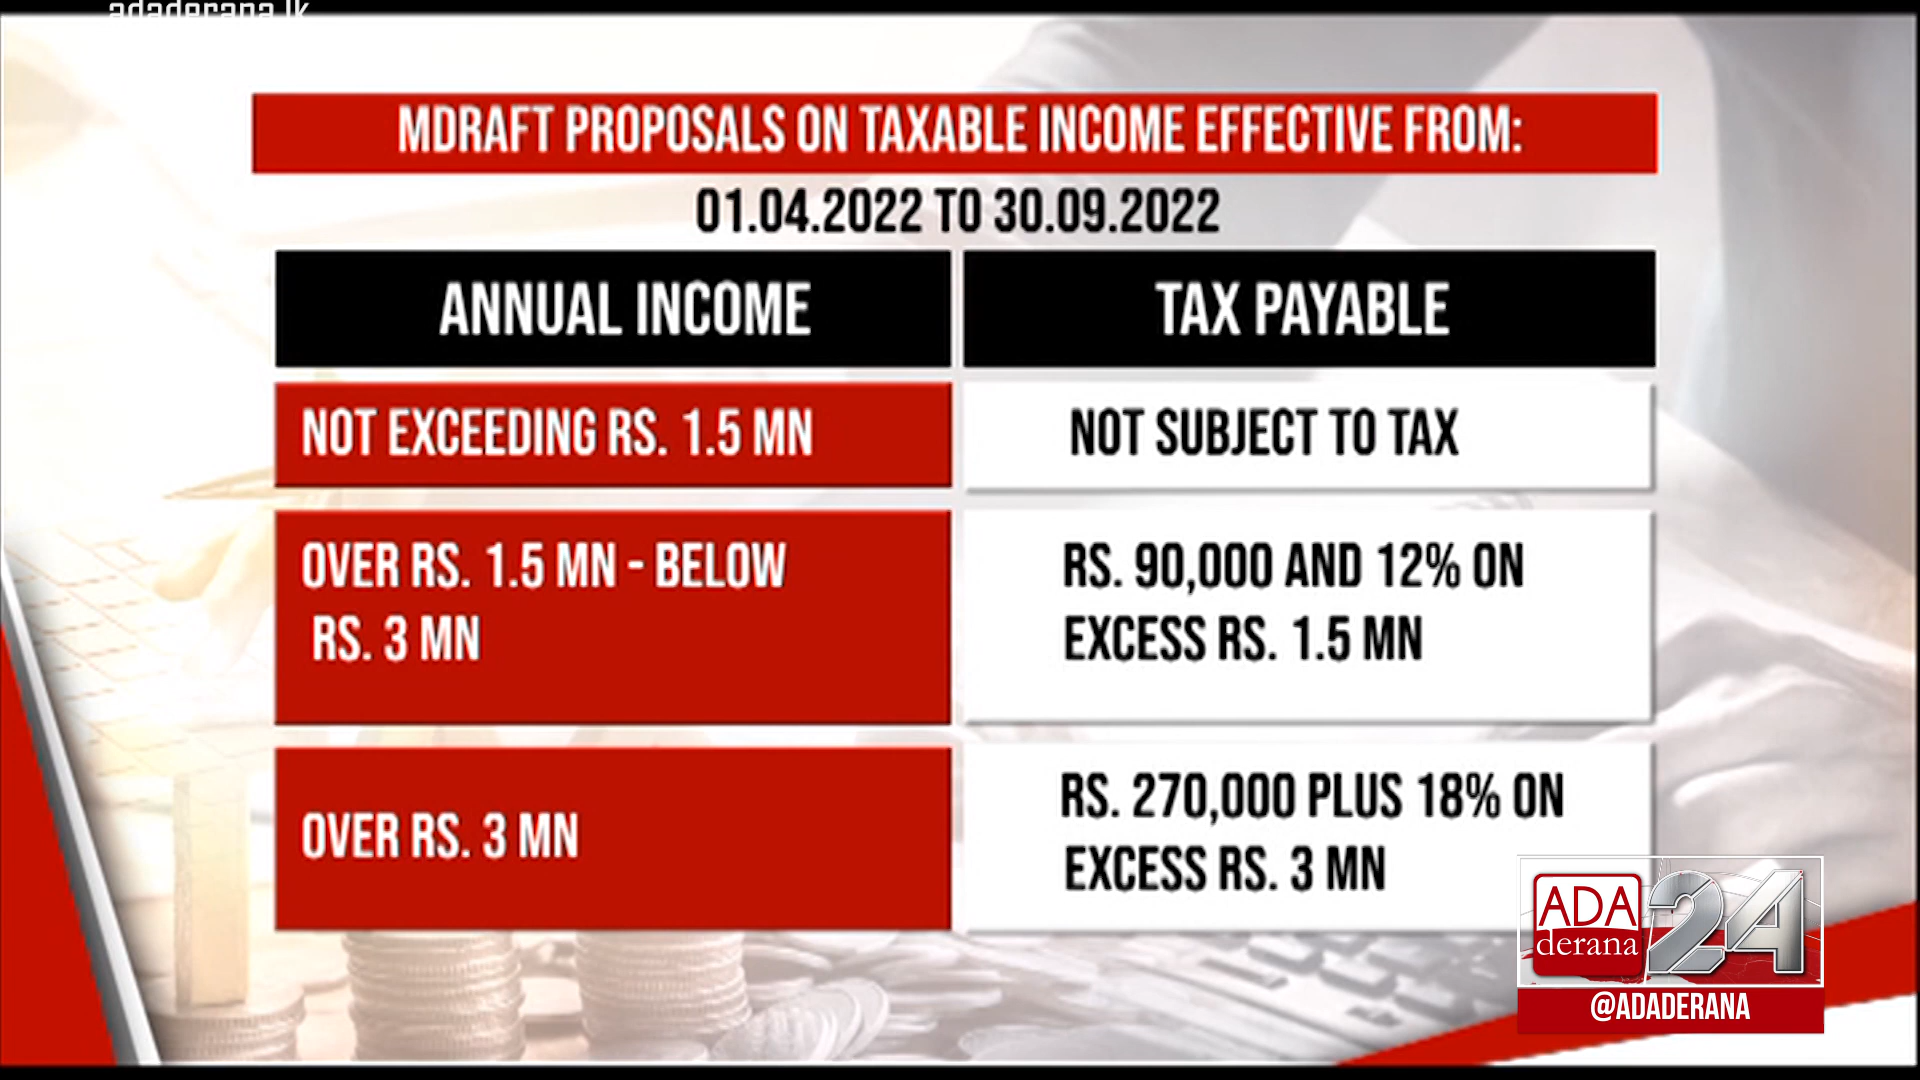 adaderana.lk
MDRAFT PROPOSALS ON TAXABLE INCOME EFFECTIVE FROM:
01.04.2022 TO 30.09.2022
ANNUAL INCOME
TAX PAYABLE
NOT EXCEEDING RS. 1.5 MN
NOT SUBJECT TO TAX
OVER RS. 1.5 MN - BELOW
RS. 3 MN
RS. 90,000 AND 12% ON
EXCESS RS. 1.5 MN
OVER RS. 3 MN
RS. 270,000 PLUS 18% ON
EXCESS RS. 3 MN
ADA
derana
24
@ADADERANA